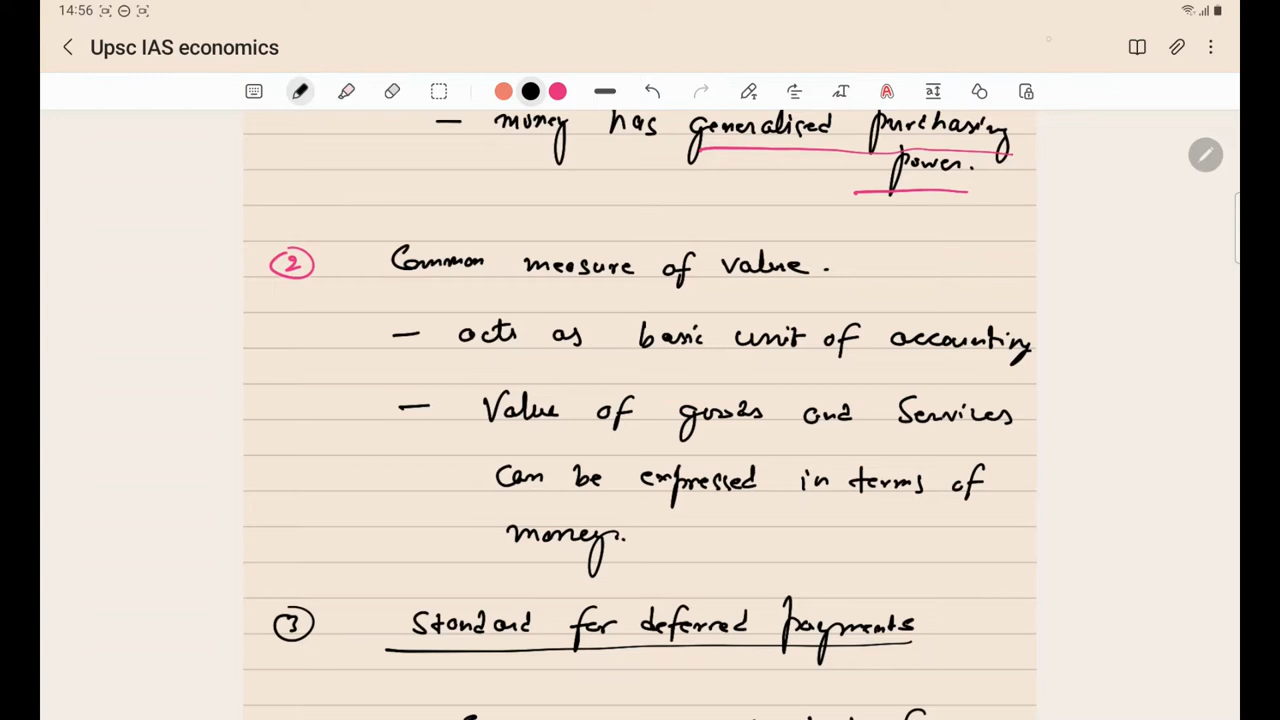 14:56
Upsc IAS economics
— money has generalised purchasing
power.
2 Common measure of value.
— acts as basic unit of accounting
— Value of goods and Services
Can be expressed in terms of
money.
3 Standard for deferred payments